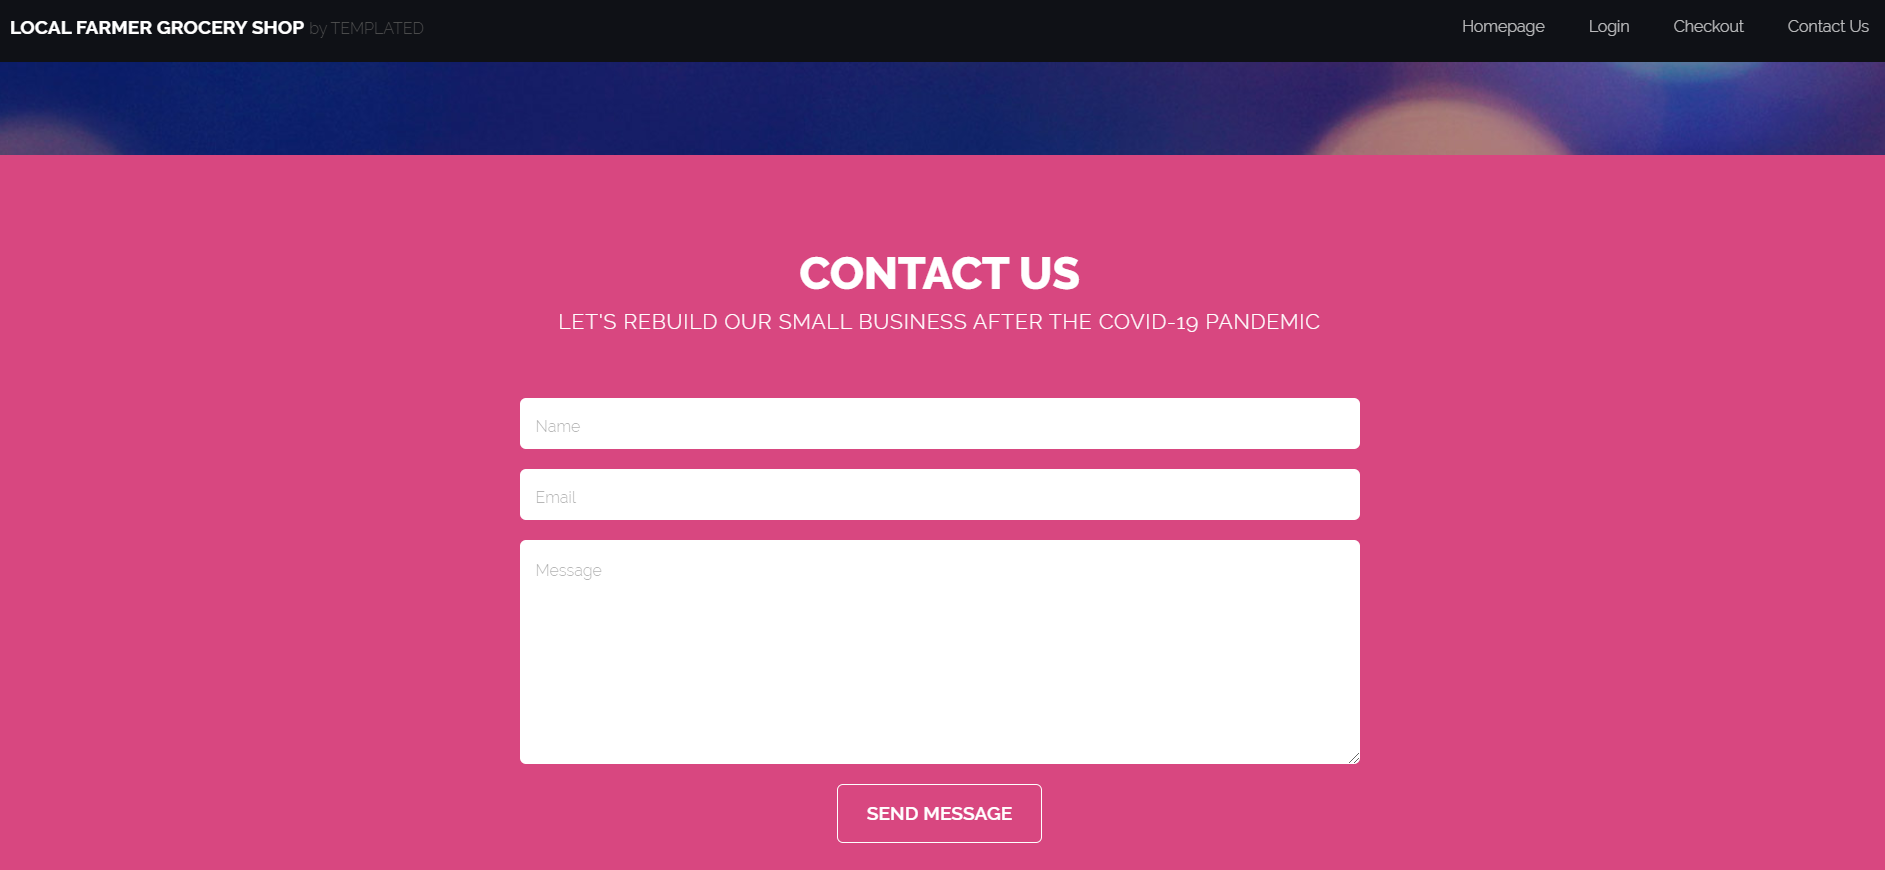 LOCAL FARMER GROCERY SHOP by TEMPLATED
Homepage Login Checkout Contact Us
CONTACT US
LET'S REBUILD OUR SMALL BUSINESS AFTER THE COVID-19 PANDEMIC
Name
Email
Message
SEND MESSAGE